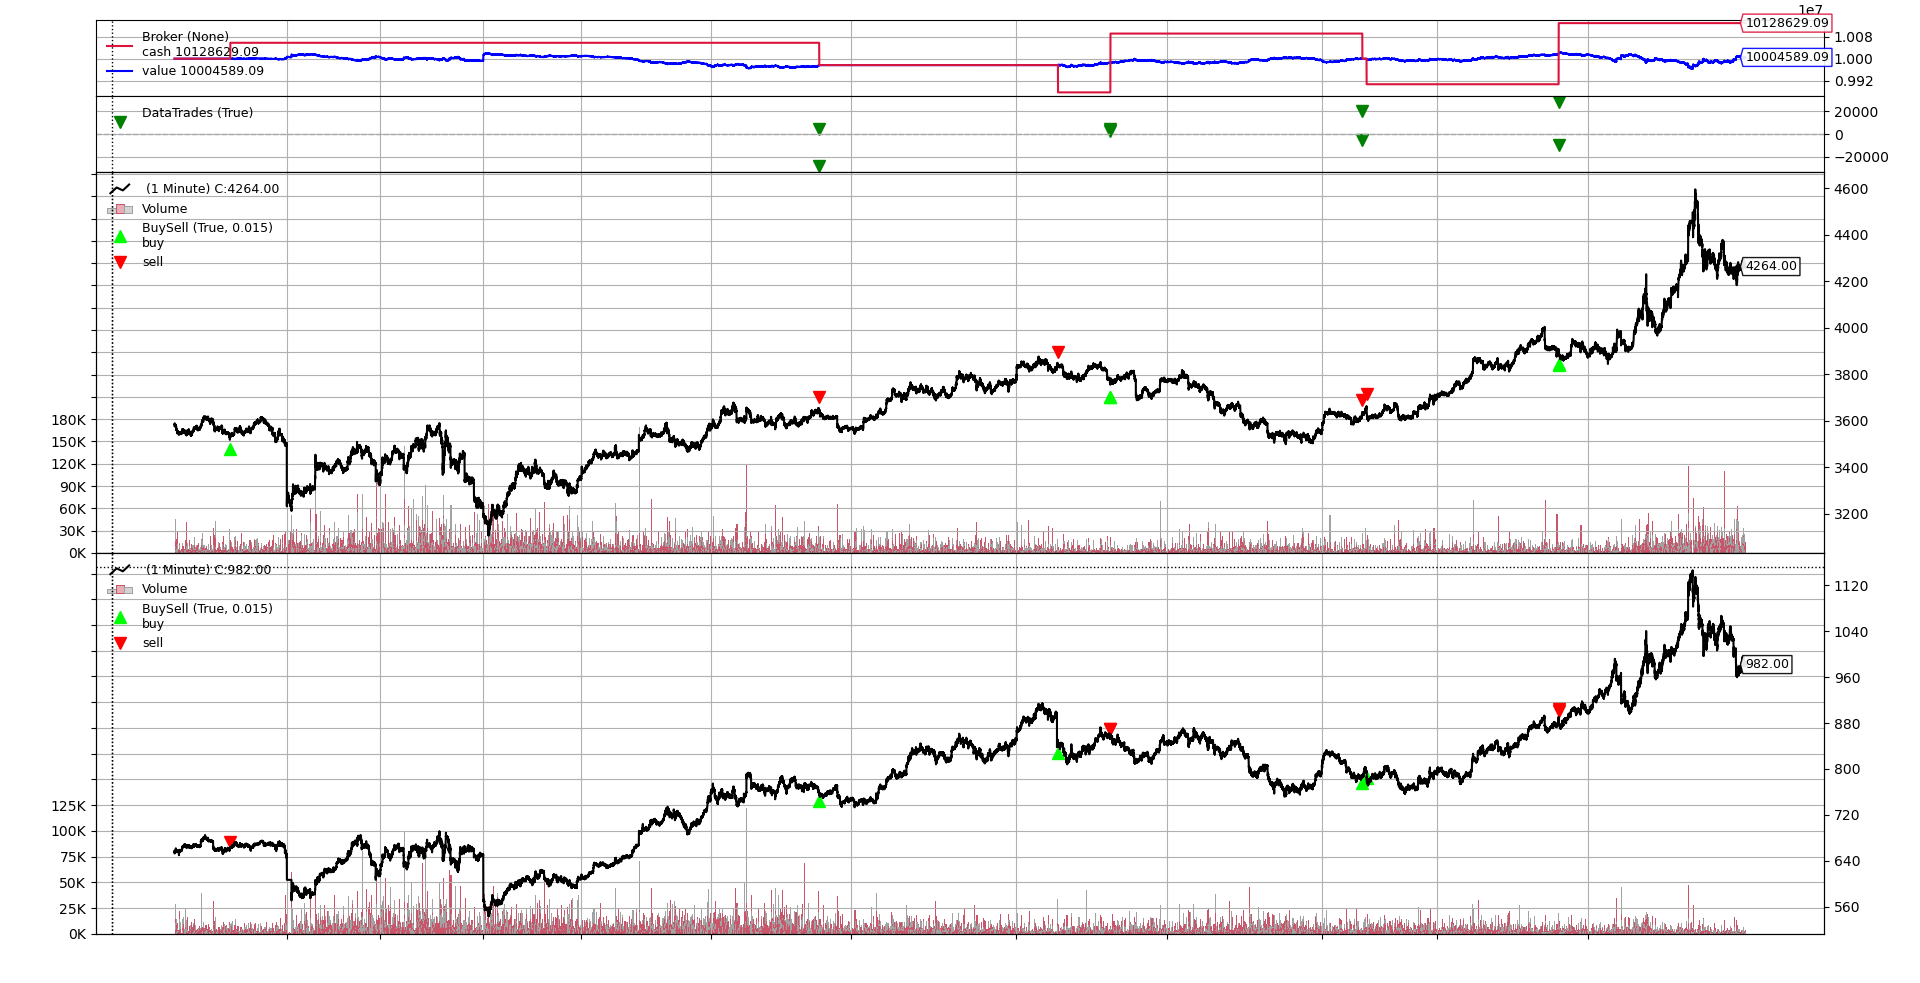 1e7
Broker (None)
cash 10128629.09
value 10004589.09
10128629.09
1.008
10004589.09
1.000
0.992
DataTrades (True)
20000
0
−20000
(1 Minute) C:4264.00
Volume
BuySell (True, 0.015)
buy
sell
4600
4400
4264.00
4200
4000
3800
3600
3400
3200
180K
150K
120K
90K
60K
30K
0K
(1 Minute) C:982.00
Volume
BuySell (True, 0.015)
buy
sell
1120
1040
982.00
960
880
800
720
640
560
125K
100K
75K
50K
25K
0K